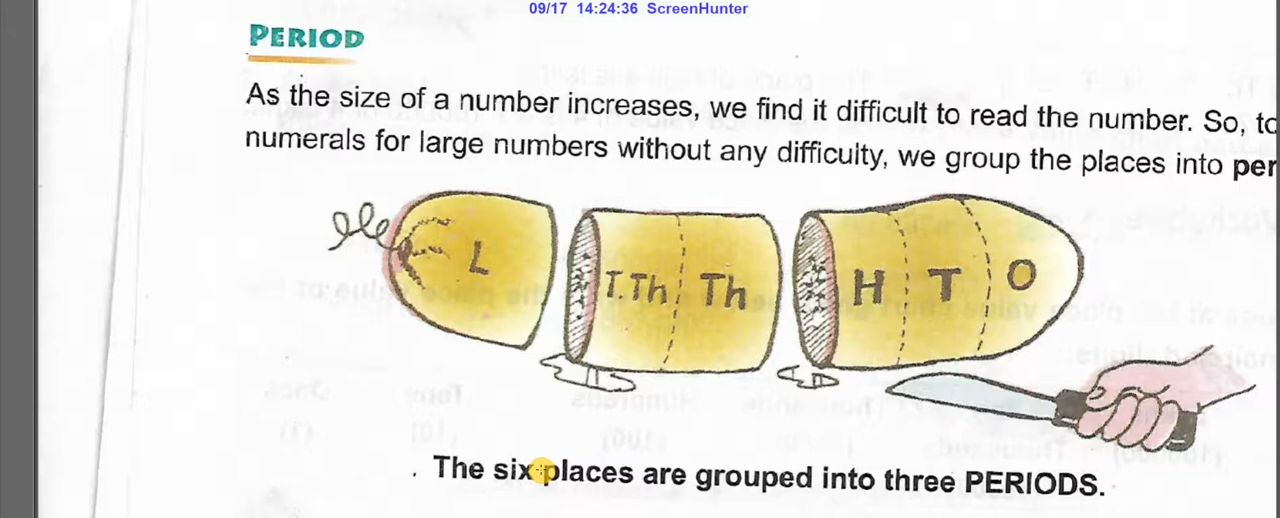 09/17 14:24:36 ScreenHunter
PERIOD
As the size of a number increases, we find it difficult to read the number. So, to
numerals for large numbers without any difficulty, we group the places into per
L T.Th Th H T O
. The six places are grouped into three PERIODS.